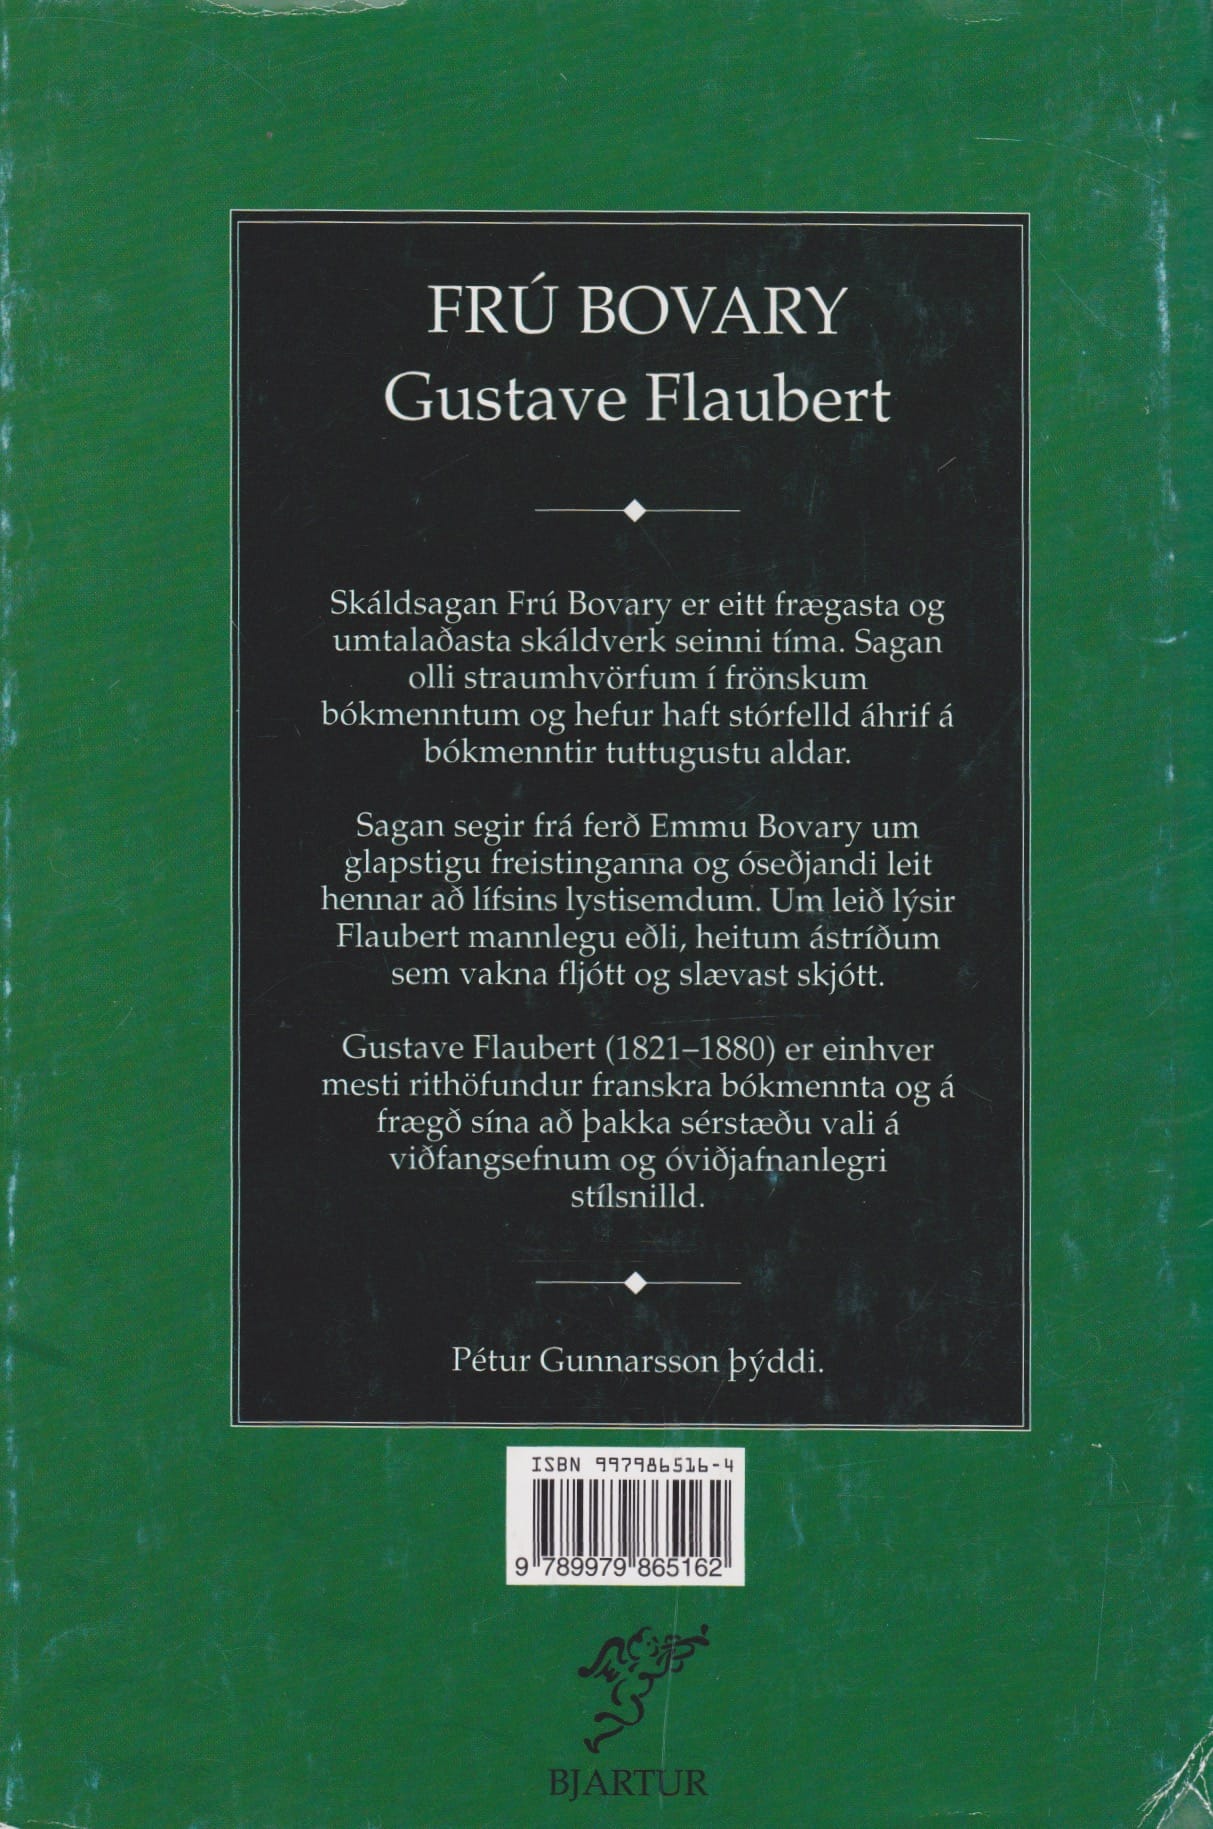 FRÚ BOVARY
Gustave Flaubert
Skáldsagan Frú Bovary er eitt frægasta og
umtalaðasta skáldverk seinni tíma. Sagan
olli straumhvörfum í frönskum
bókmenntum og hefur haft stórfelld áhrif á
bókmenntir tuttugustu aldar.
Sagan segir frá ferð Emmu Bovary um
glapstigu freistinganna og óseðjandi leit
hennar að lífsins lystisemdum. Um leið lýsir
Flaubert mannlegu eðli, heitum ástríðum
sem vakna fljótt og slævast skjótt.
Gustave Flaubert (1821–1880) er einhver
mesti rithöfundur franskra bókmennta og á
frægð sína að þakka sérstæðu vali á
viðfangsefnum og óviðjafnanlegri
stílsnilld.
Pétur Gunnarsson þýddi.
ISBN 997986516-4
9 789979 865162
BJARTUR